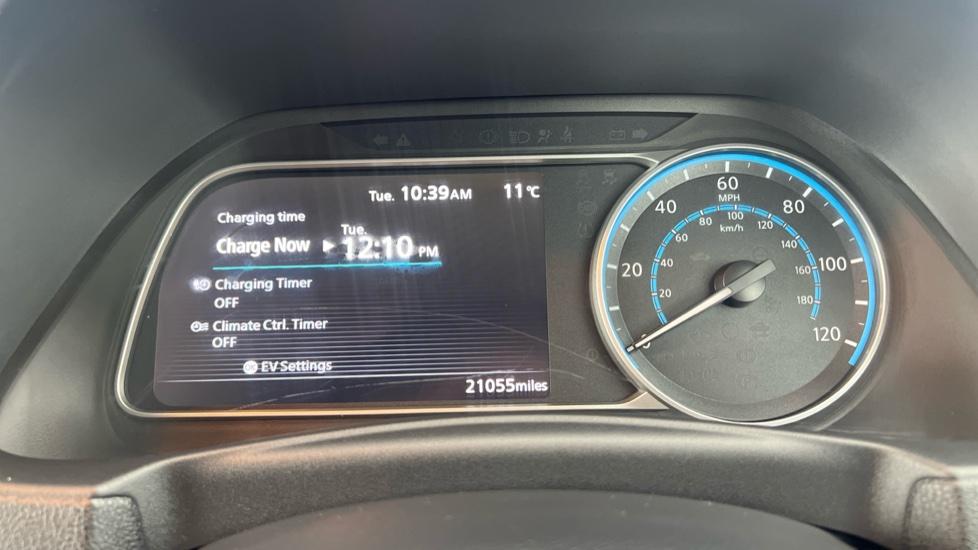 Tue. 10:39AM 11°C
Charging time
Tue.
Charge Now ▶ 12:10 PM
Charging Timer
OFF
Climate Ctrl. Timer
OFF
OK EV Settings
21055miles
0 20 40 60 80 100 120
MPH
20 40 60 80 100 120 140 160 180
km/h